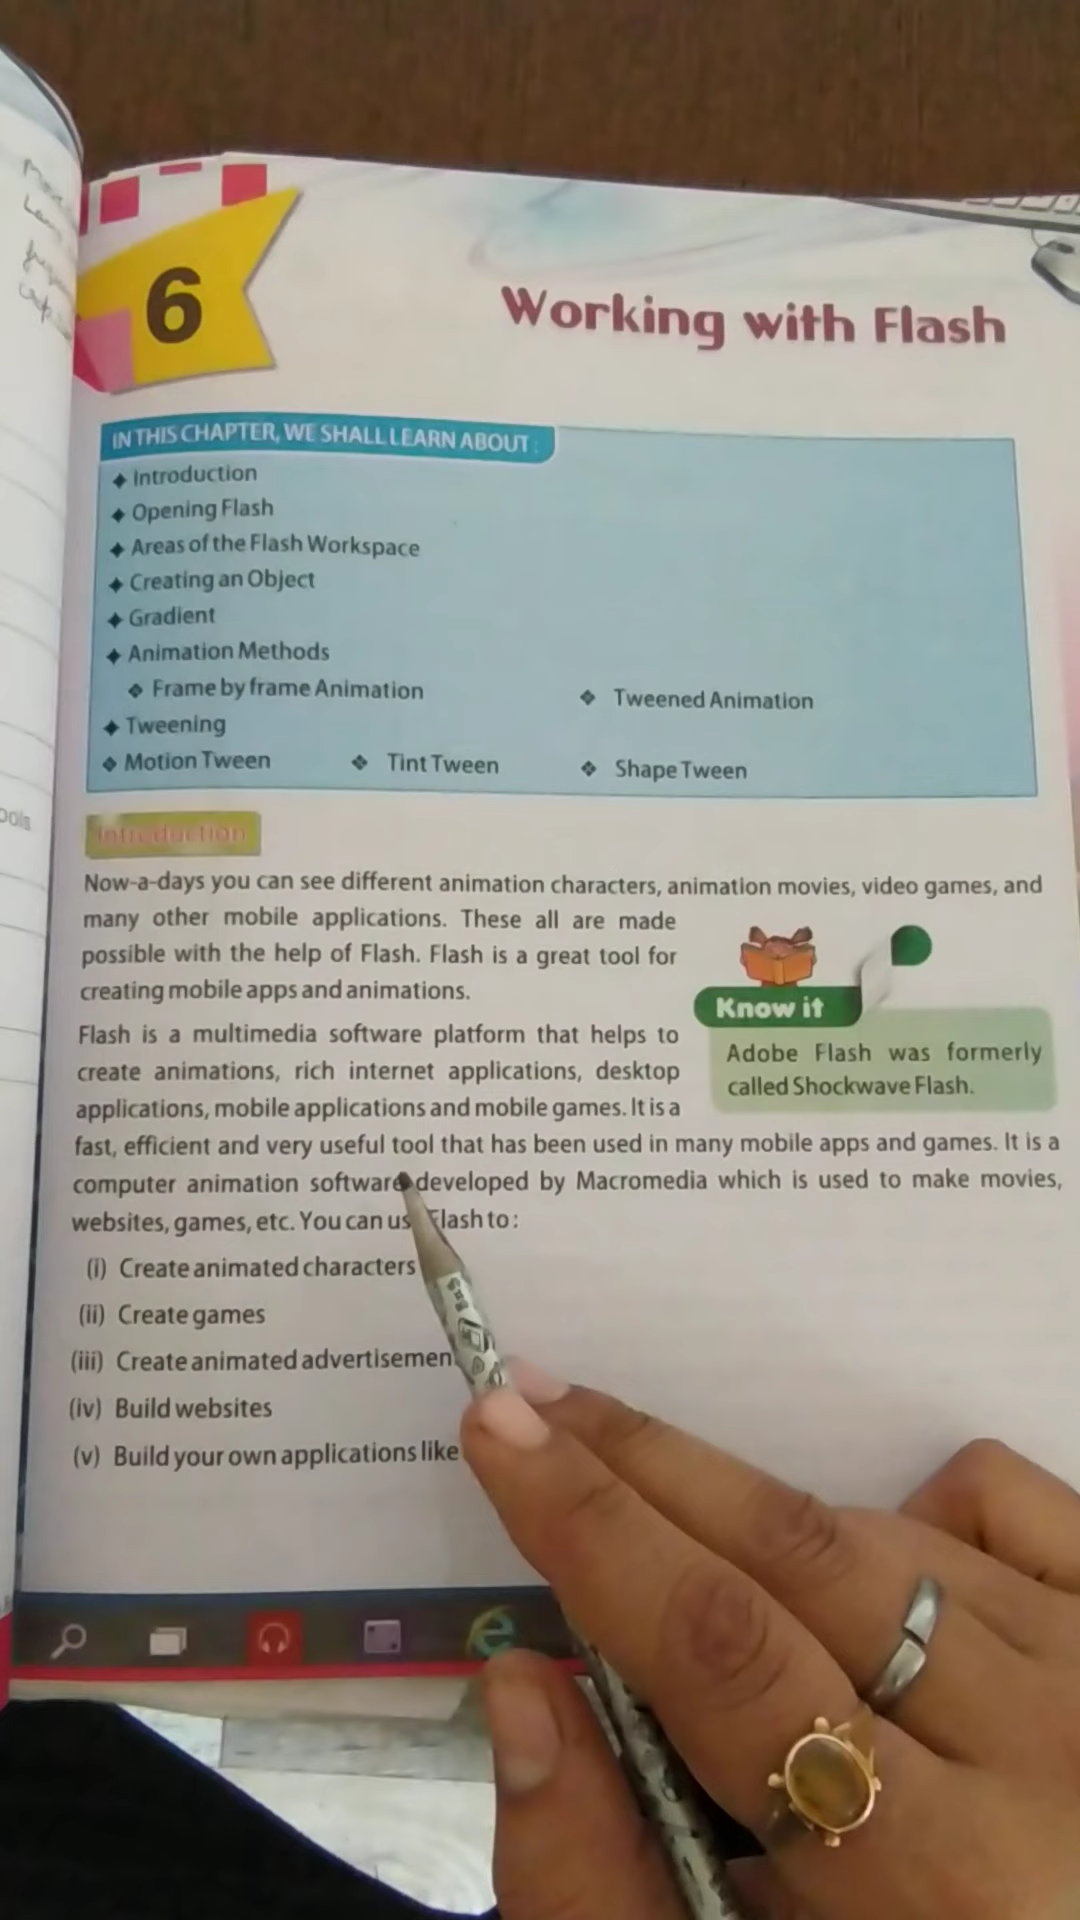 6
Working with Flash
IN THIS CHAPTER, WE SHALL LEARN ABOUT :
Introduction
Opening Flash
Areas of the Flash Workspace
Creating an Object
Gradient
Animation Methods
Frame by frame Animation Tweened Animation
Tweening
Motion Tween Tint Tween Shape Tween
Introduction
Now-a-days you can see different animation characters, animation movies, video games, and
many other mobile applications. These all are made
possible with the help of Flash. Flash is a great tool for
creating mobile apps and animations.
Know it
Adobe Flash was formerly
called Shockwave Flash.
Flash is a multimedia software platform that helps to
create animations, rich internet applications, desktop
applications, mobile applications and mobile games. It is a
fast, efficient and very useful tool that has been used in many mobile apps and games. It is a
computer animation software developed by Macromedia which is used to make movies,
websites, games, etc. You can us Flash to :
(i) Create animated characters
(ii) Create games
(iii) Create animated advertisemen
(iv) Build websites
(v) Build your own applications like